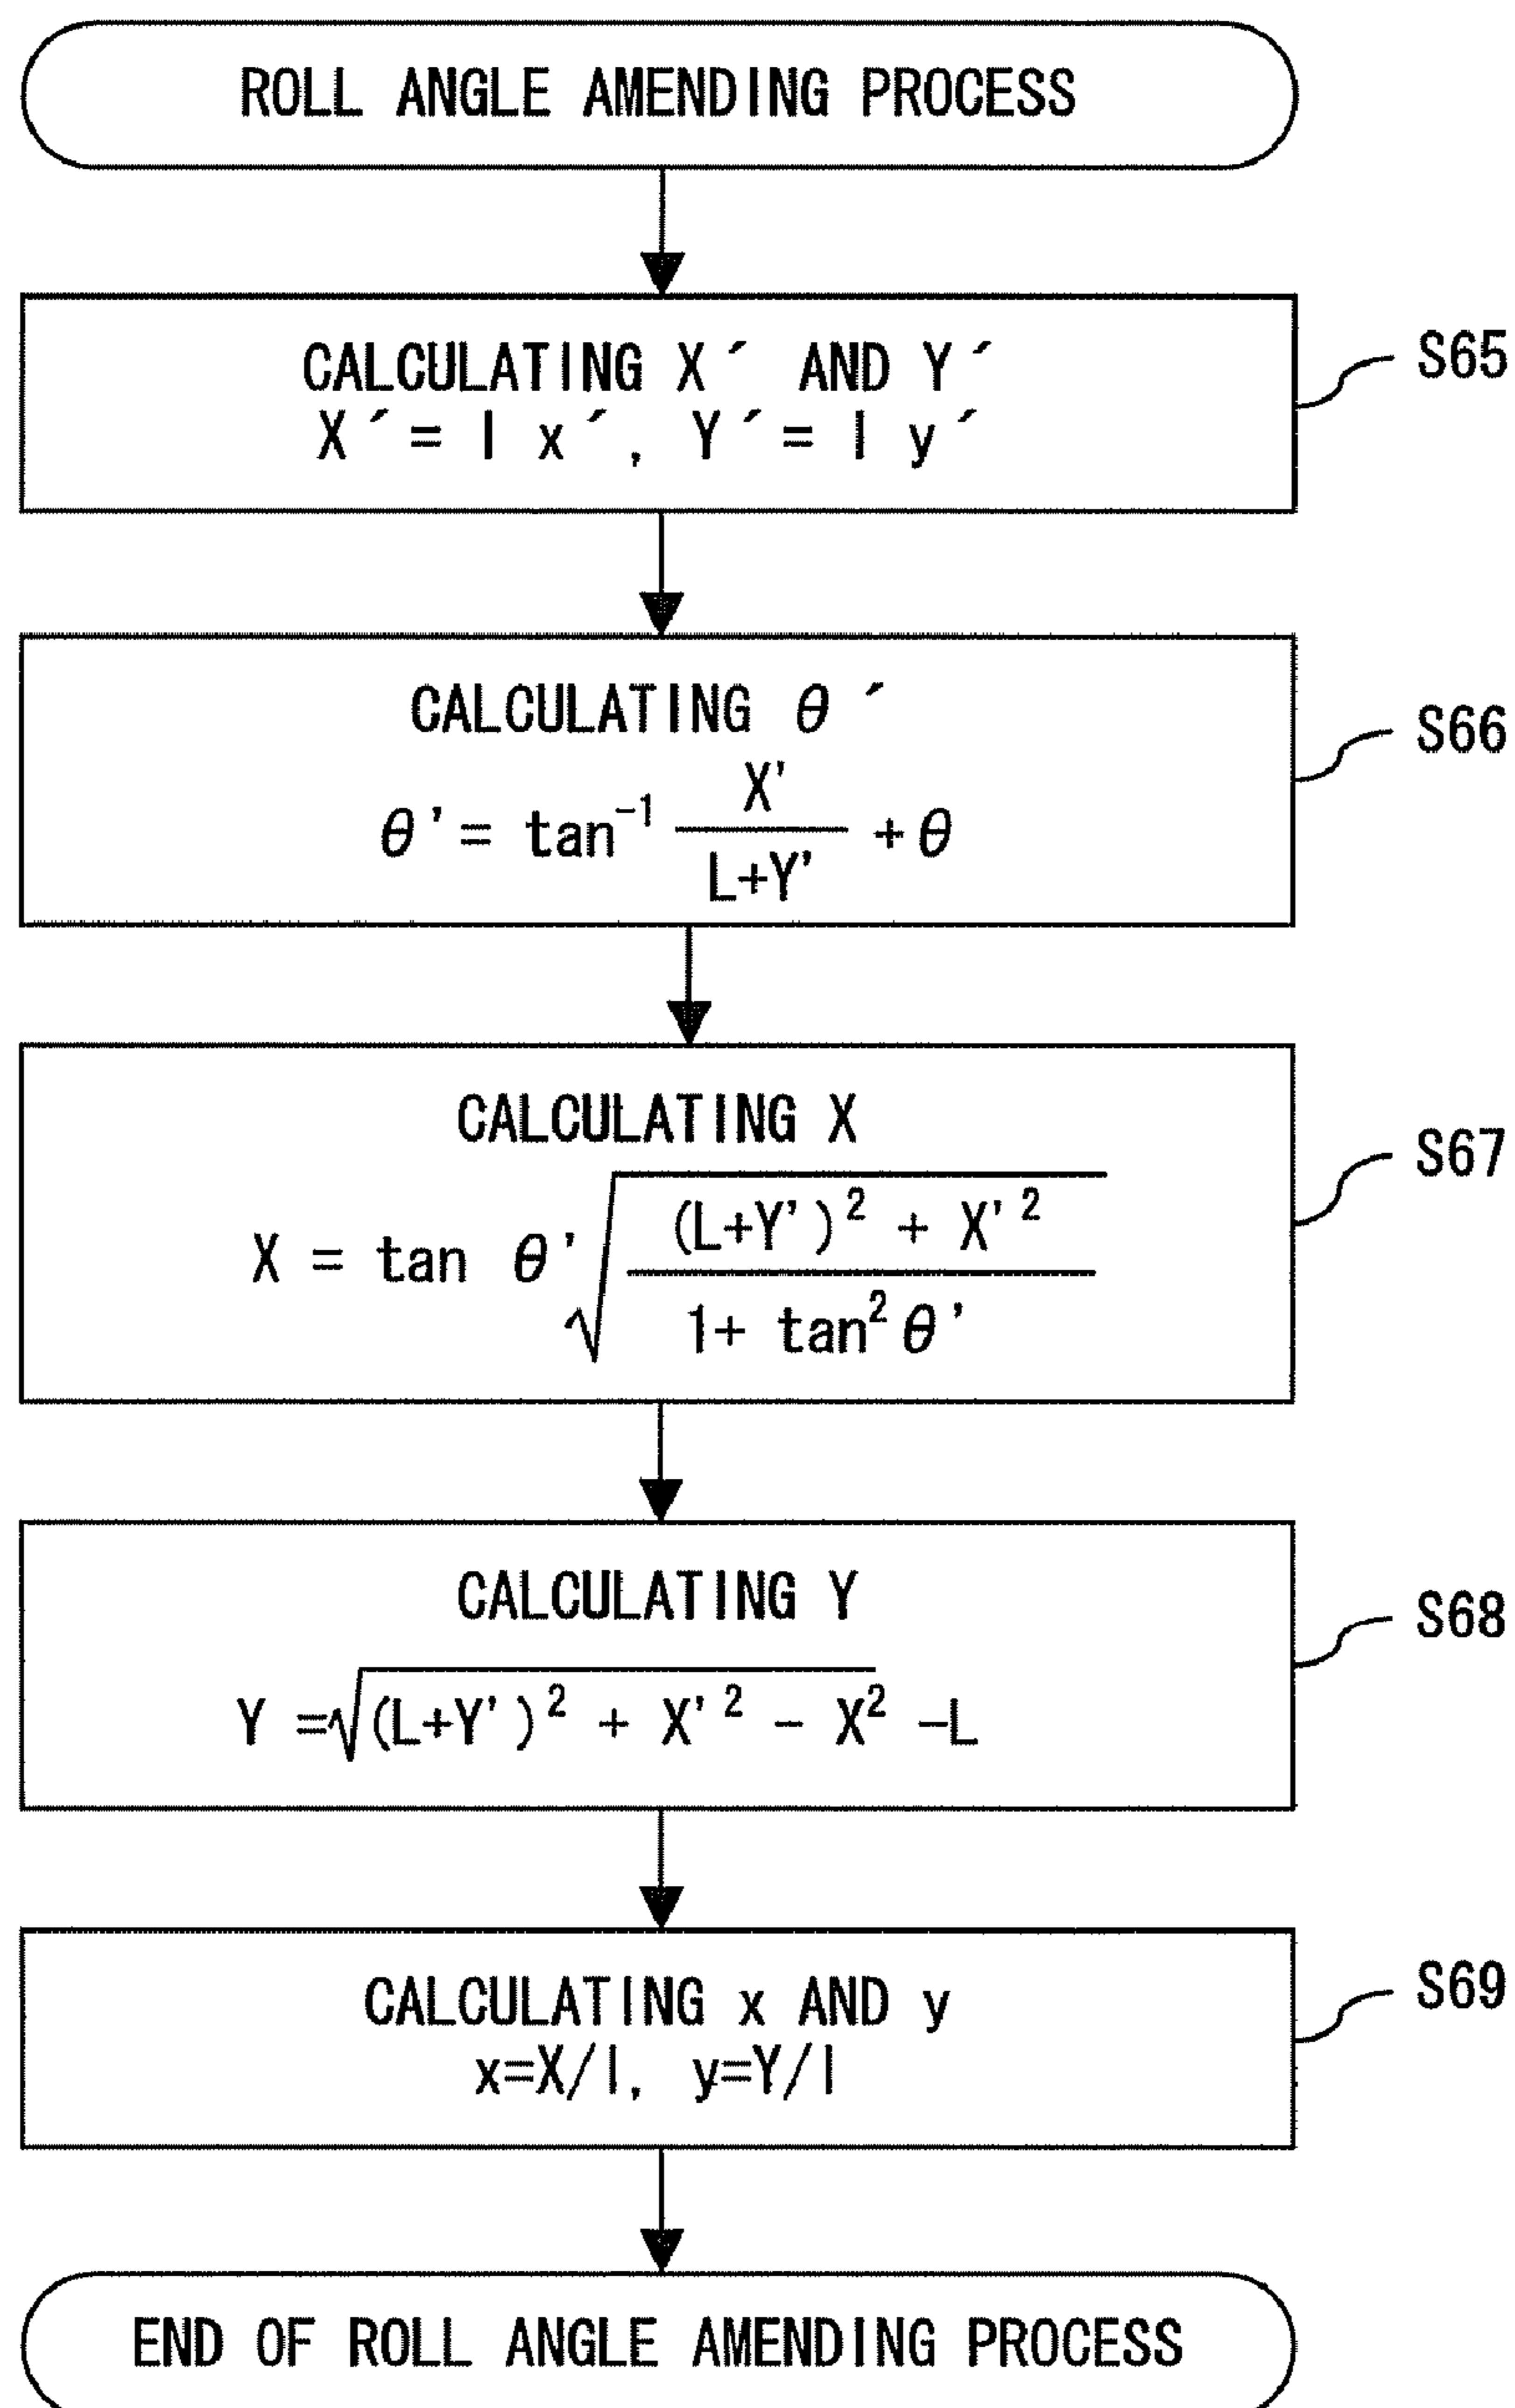 ROLL ANGLE AMENDING PROCESS
CALCULATING X´ AND Y´
X´= l x´, Y´= l y´
S65
CALCULATING θ´
θ'= tan⁻¹ X'/(L+Y') +θ
S66
CALCULATING X
X = tan θ' √(((L+Y')² + X'²)/(1+ tan²θ'))
S67
CALCULATING Y
Y =√((L+Y')² + X'² - X²) -L
S68
CALCULATING x AND y
x=X/l, y=Y/l
S69
END OF ROLL ANGLE AMENDING PROCESS